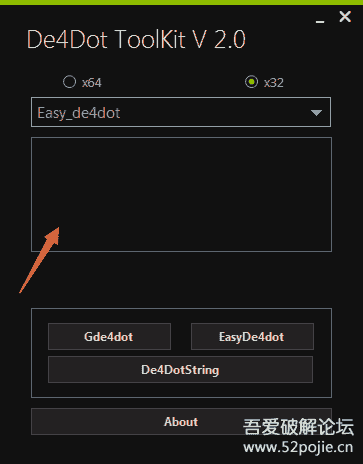 De4Dot ToolKit V 2.0
x64 x32
Easy_de4dot
Gde4dot EasyDe4dot
De4DotString
About
吾爱破解论坛
www.52pojie.cn